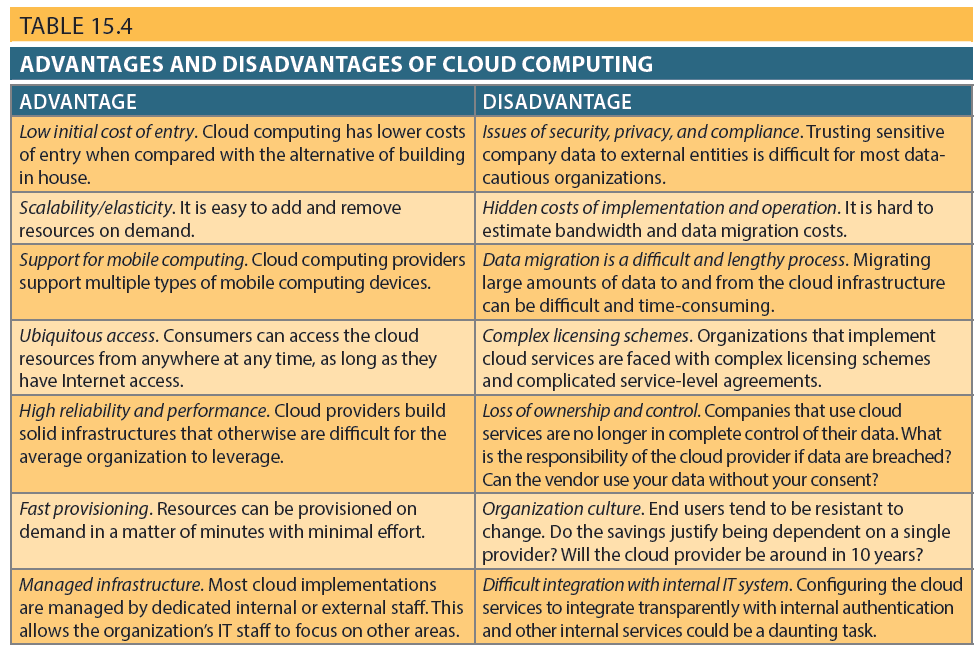 TABLE 15.4
ADVANTAGES AND DISADVANTAGES OF CLOUD COMPUTING
ADVANTAGE
DISADVANTAGE
Low initial cost of entry. Cloud computing has lower costs
of entry when compared with the alternative of building
in house.
Issues of security, privacy, and compliance. Trusting sensitive
company data to external entities is difficult for most data-
cautious organizations.
Scalability/elasticity. It is easy to add and remove
resources on demand.
Hidden costs of implementation and operation. It is hard to
estimate bandwidth and data migration costs.
Support for mobile computing. Cloud computing providers
support multiple types of mobile computing devices.
Data migration is a difficult and lengthy process. Migrating
large amounts of data to and from the cloud infrastructure
can be difficult and time-consuming.
Ubiquitous access. Consumers can access the cloud
resources from anywhere at any time, as long as they
have Internet access.
Complex licensing schemes. Organizations that implement
cloud services are faced with complex licensing schemes
and complicated service-level agreements.
High reliability and performance. Cloud providers build
solid infrastructures that otherwise are difficult for the
average organization to leverage.
Loss of ownership and control. Companies that use cloud
services are no longer in complete control of their data. What
is the responsibility of the cloud provider if data are breached?
Can the vendor use your data without your consent?
Fast provisioning. Resources can be provisioned on
demand in a matter of minutes with minimal effort.
Organization culture. End users tend to be resistant to
change. Do the savings justify being dependent on a single
provider? Will the cloud provider be around in 10 years?
Managed infrastructure. Most cloud implementations
are managed by dedicated internal or external staff. This
allows the organization's IT staff to focus on other areas.
Difficult integration with internal IT system. Configuring the cloud
services to integrate transparently with internal authentication
and other internal services could be a daunting task.